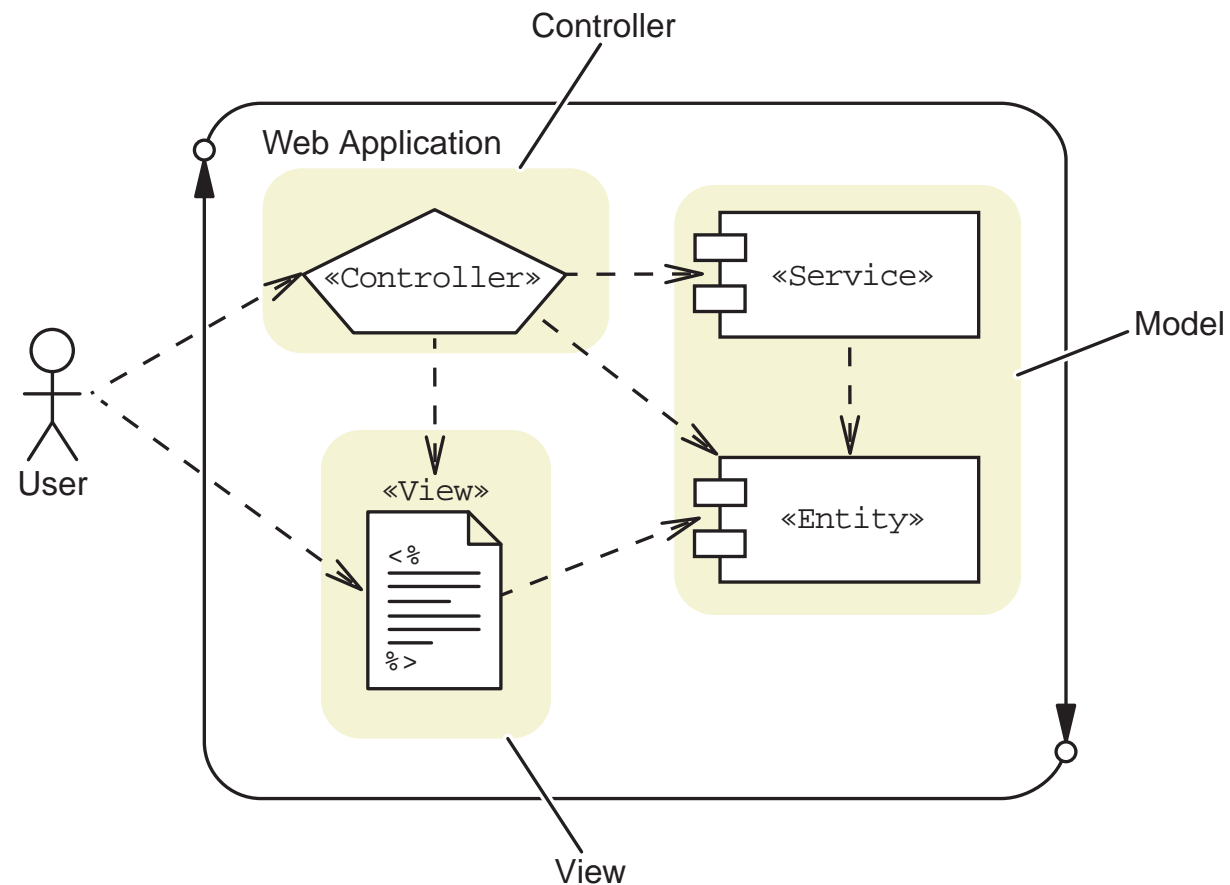 Controller
Web Application
«Controller»
«Service»
Model
User
«View»
«Entity»
<%
%>
View